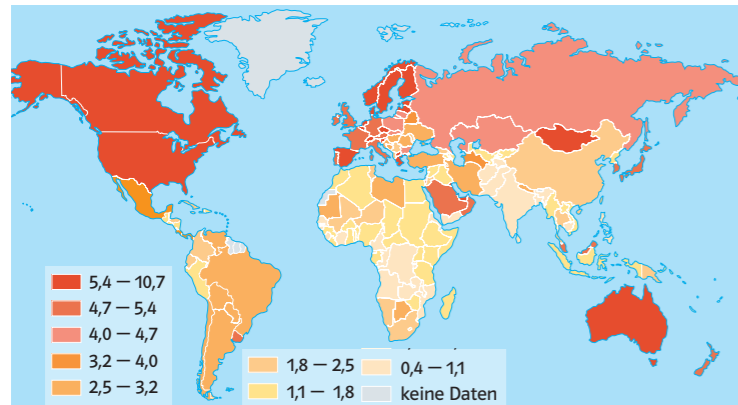 5,4 – 10,7
4,7 – 5,4
4,0 – 4,7
3,2 – 4,0
2,5 – 3,2
1,8 – 2,5
1,1 – 1,8
0,4 – 1,1
keine Daten